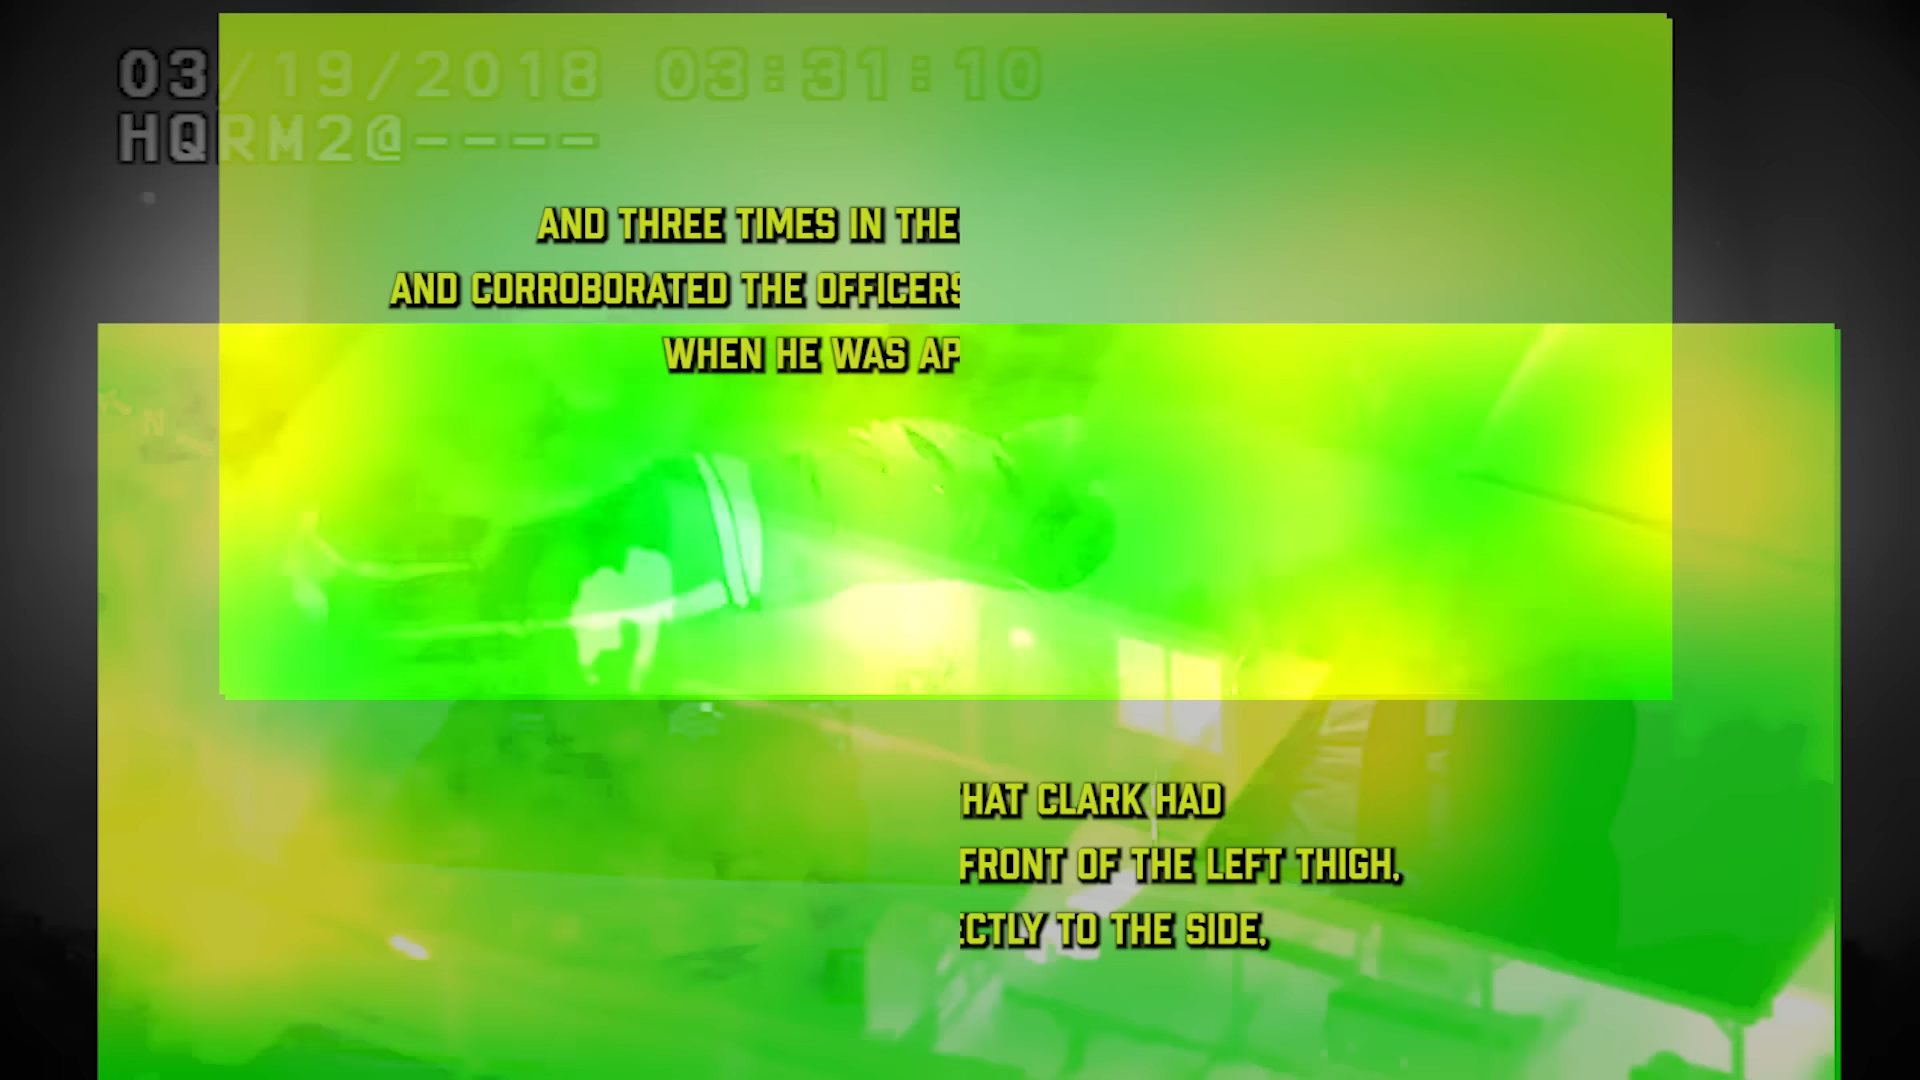 03/19/2018 03:31:10
HQRM2@----
N
AND THREE TIMES IN THE
AND CORROBORATED THE OFFICERS
WHEN HE WAS AP
HAT CLARK HAD
FRONT OF THE LEFT THIGH,
ECTLY TO THE SIDE,